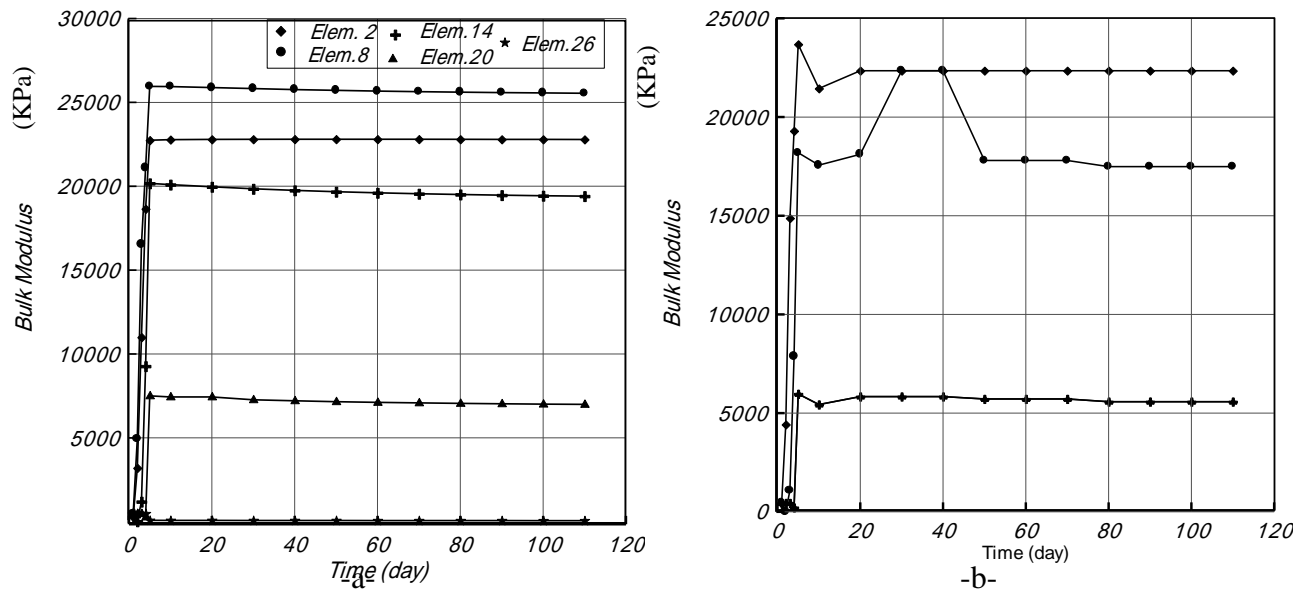 30000
25000
20000
15000
10000
5000
(KPa)
Bulk Modulus
Elem. 2
Elem.8
Elem.14
Elem.20
Elem.26
0 20 40 60 80 100 120
Time (day)
-a-
25000
20000
15000
10000
5000
0
(KPa)
Bulk Modulus
0 20 40 60 80 100 120
Time (day)
-b-